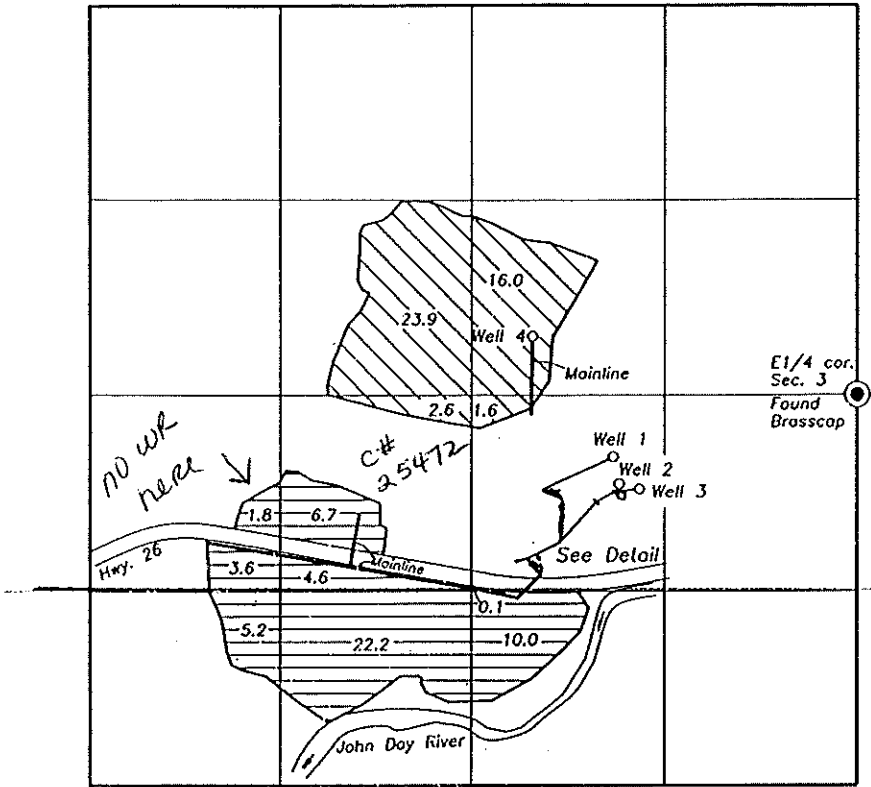 16.0
23.9
Well 4
Mainline
E1/4 cor.
Sec. 3
Found
Brasscap
2.6 1.6
no WR
here
C#
25472
Well 1
Well 2
Well 3
1.8 6.7
Hwy. 26
Mainline
See Detail
3.6 4.6
0.1
5.2
22.2
10.0
John Day River